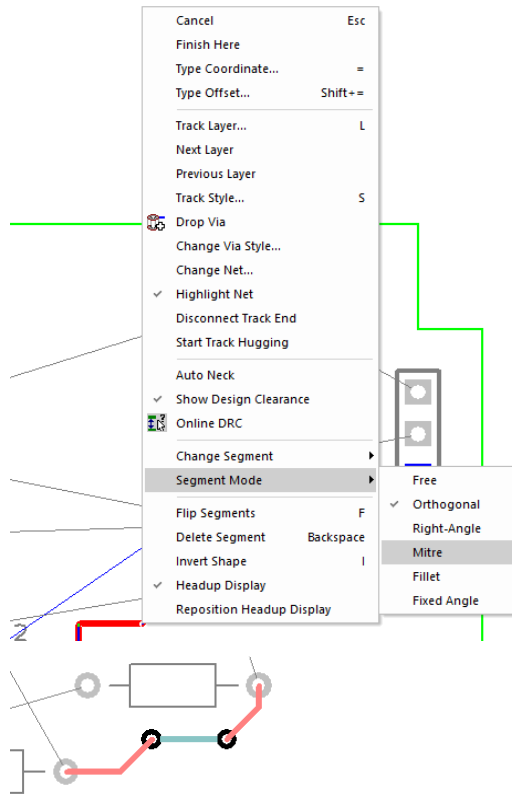 Cancel Esc
Finish Here
Type Coordinate... =
Type Offset... Shift+=
Track Layer... L
Next Layer
Previous Layer
Track Style... S
Drop Via
Change Via Style...
Change Net...
Highlight Net
Disconnect Track End
Start Track Hugging
Auto Neck
Show Design Clearance
Online DRC
Change Segment
Segment Mode
Free
Orthogonal
Right-Angle
Mitre
Fillet
Fixed Angle
Flip Segments F
Delete Segment Backspace
Invert Shape I
Headup Display
Reposition Headup Display
2